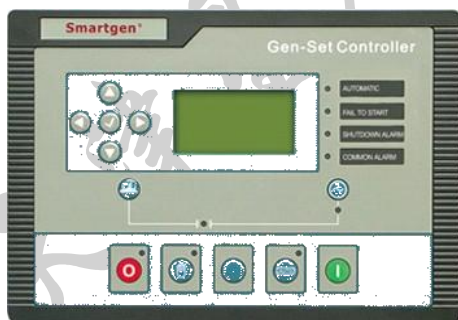 Smartgen
Gen-Set Controller
AUTOMATIC
FAIL TO START
SHUTDOWN ALARM
COMMON ALARM